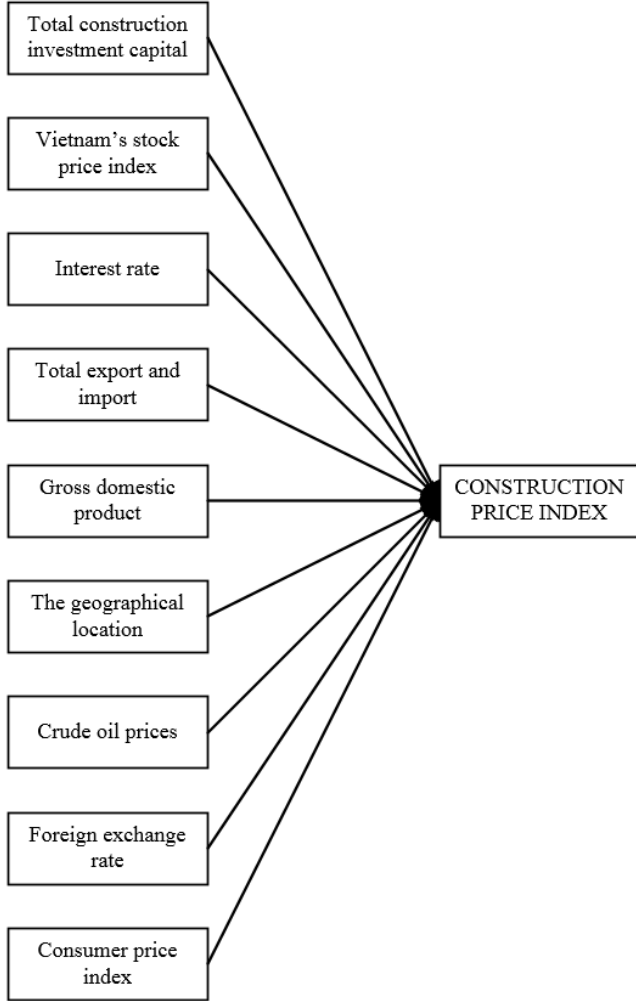 Total construction
investment capital
Vietnam's stock
price index
Interest rate
Total export and
import
Gross domestic
product
CONSTRUCTION
PRICE INDEX
The geographical
location
Crude oil prices
Foreign exchange
rate
Consumer price
index